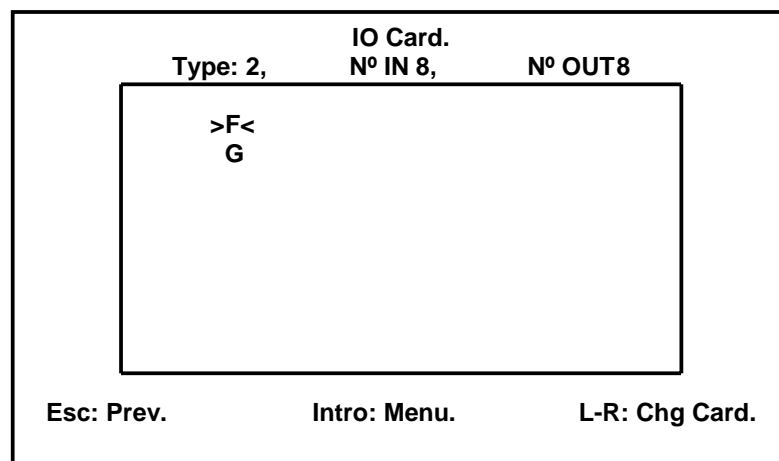 IO Card.
Type: 2, Nº IN 8, Nº OUT8
>F<
G
Esc: Prev. Intro: Menu. L-R: Chg Card.